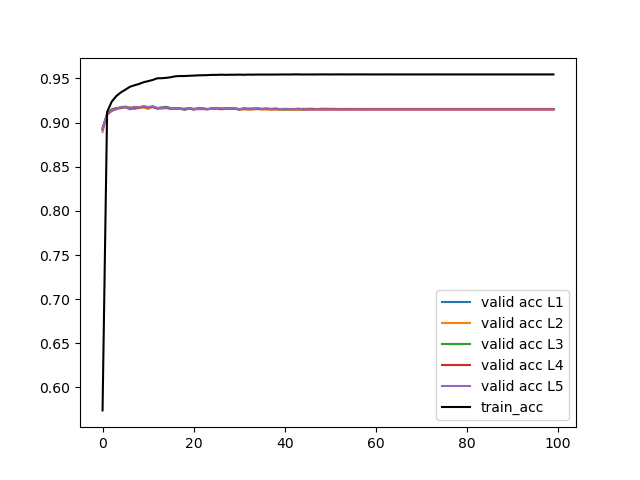 0.95
0.90
0.85
0.80
0.75
0.70
0.65
0.60
valid acc L1
valid acc L2
valid acc L3
valid acc L4
valid acc L5
train_acc
0 20 40 60 80 100